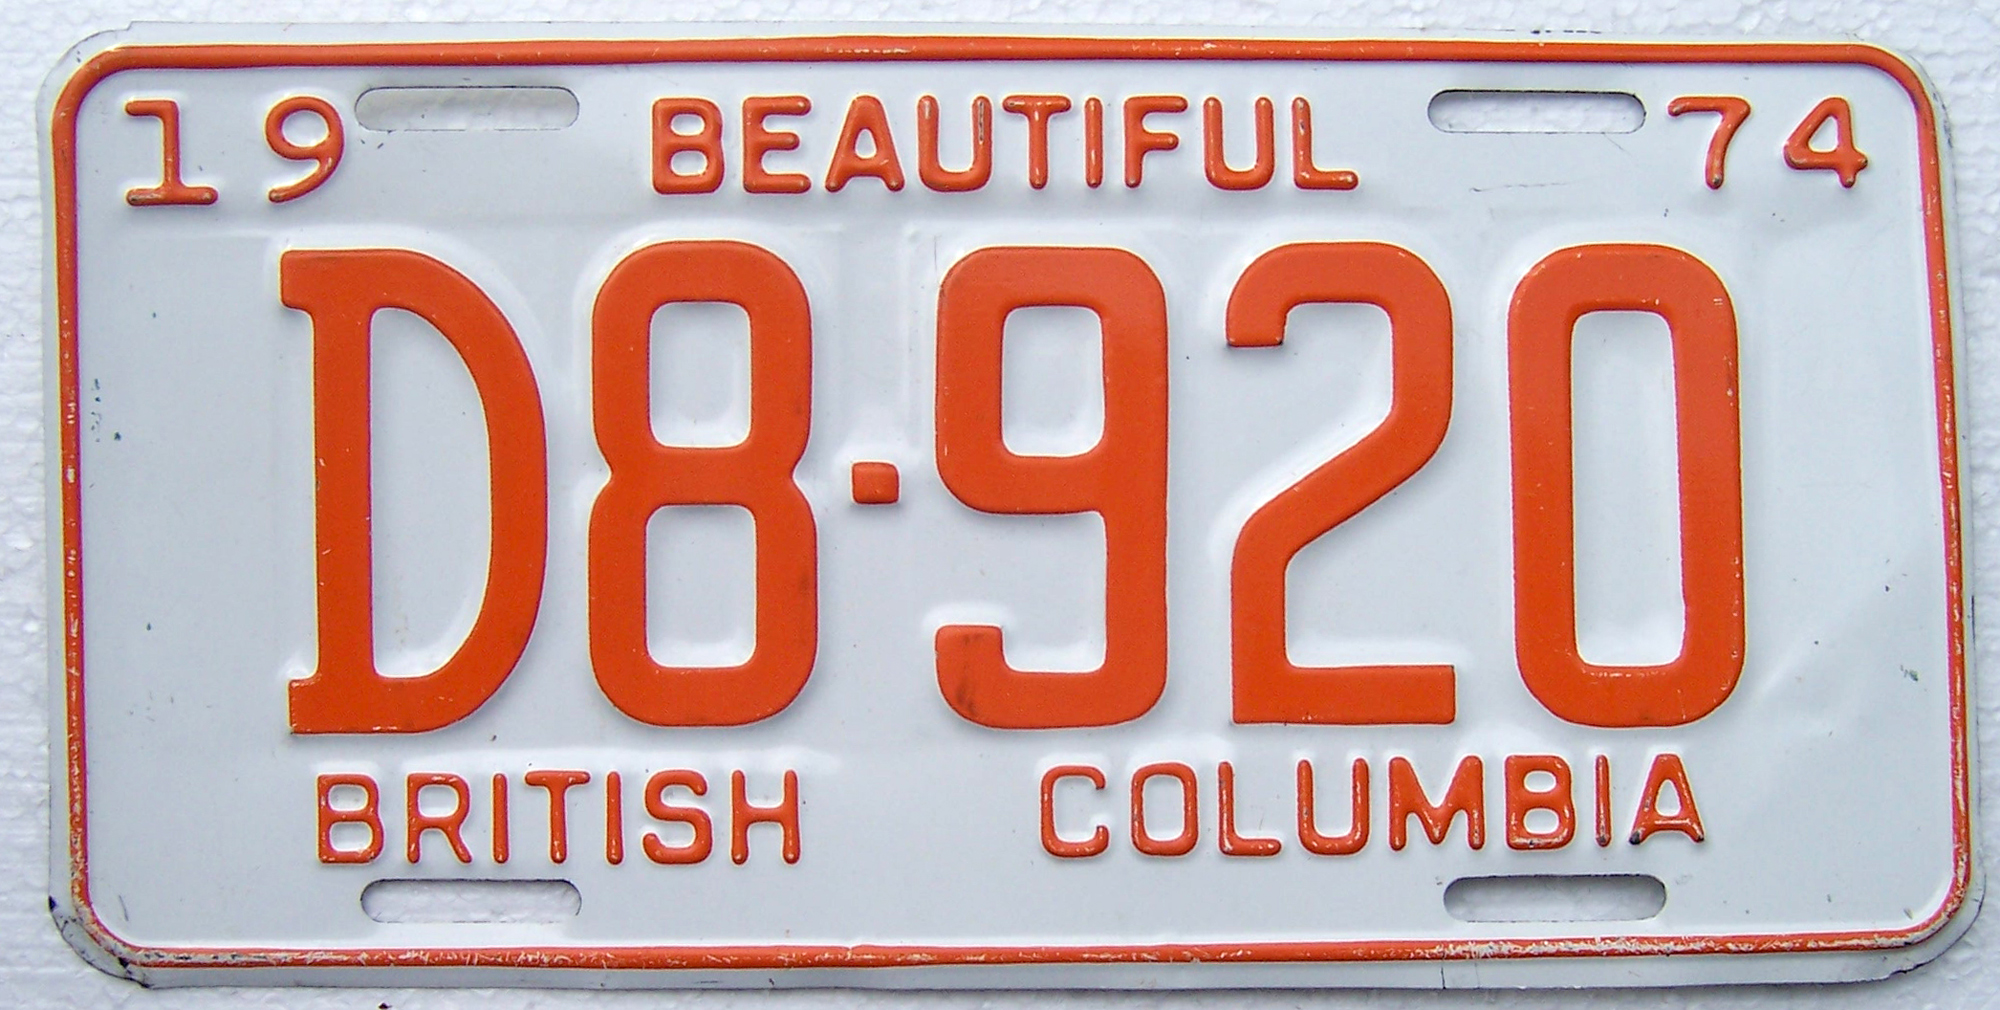 19 BEAUTIFUL 74
D8-920
BRITISH COLUMBIA